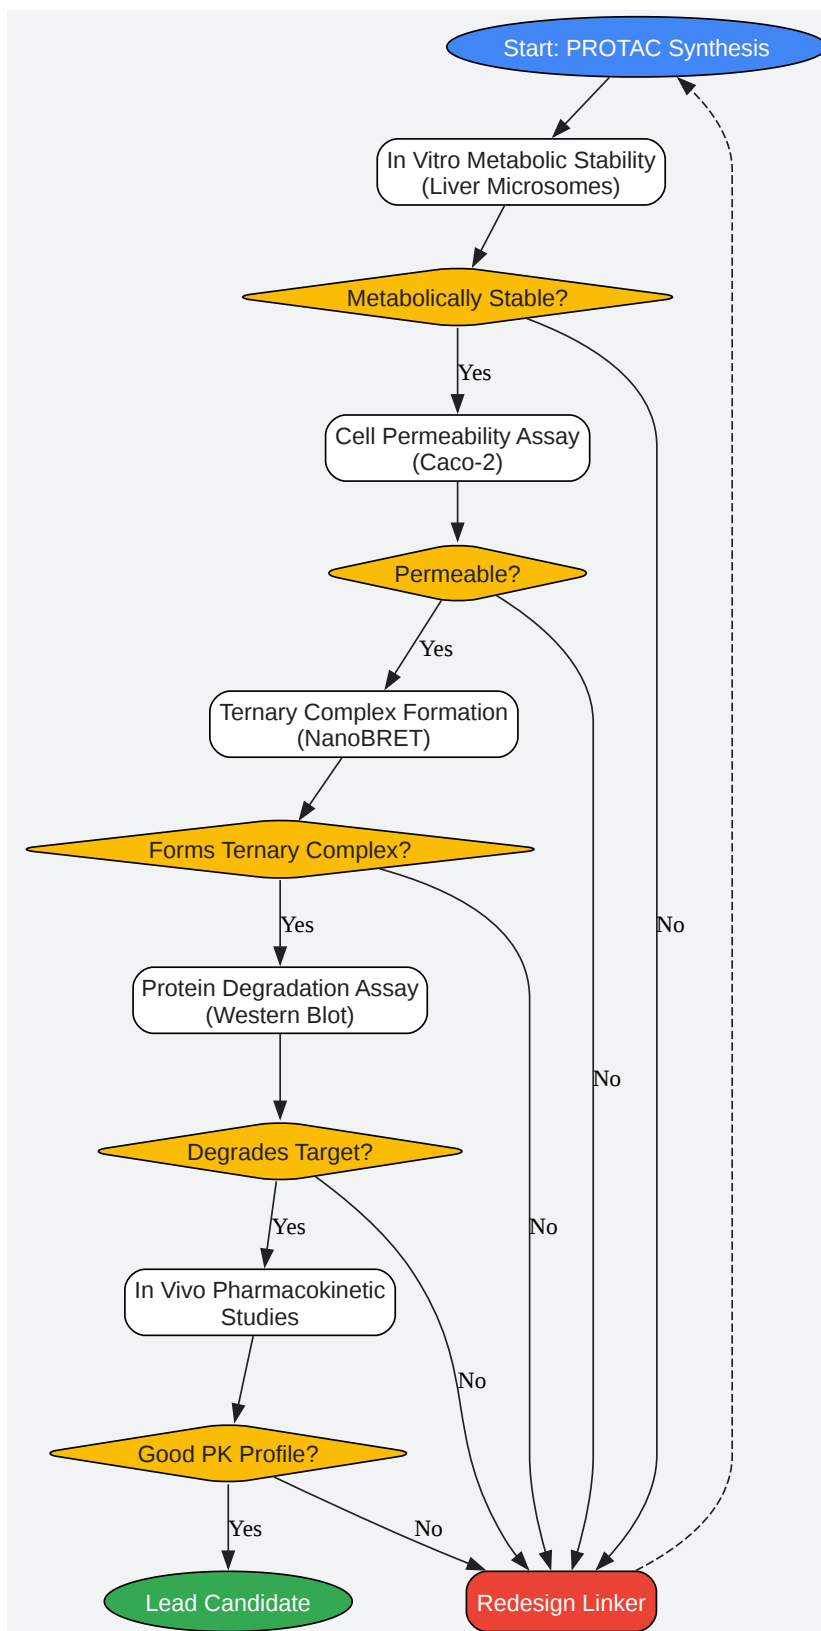 Start: PROTAC Synthesis
In Vitro Metabolic Stability
(Liver Microsomes)
Metabolically Stable?
Yes
Cell Permeability Assay
(Caco-2)
Permeable?
Yes
Ternary Complex Formation
(NanoBRET)
Forms Ternary Complex?
Yes
No
Protein Degradation Assay
(Western Blot)
No
Degrades Target?
Yes
No
In Vivo Pharmacokinetic
Studies
No
Good PK Profile?
Yes
No
Lead Candidate
Redesign Linker